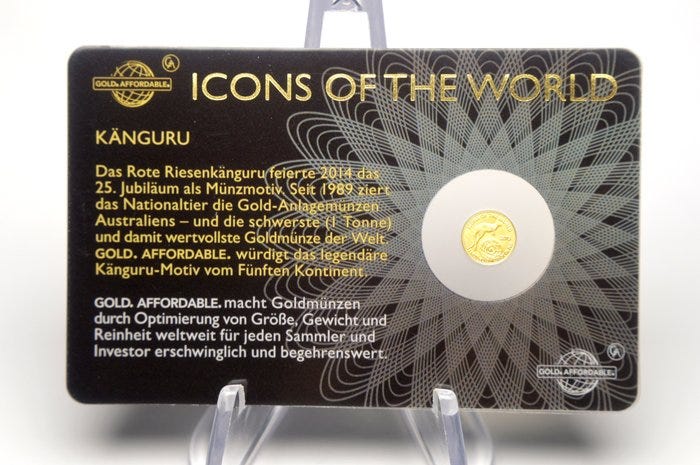 GOLD. AFFORDABLE.
GA
ICONS OF THE WORLD
KÄNGURU
Das Rote Riesenkänguru feierte 2014 das
25. Jubiläum als Münzmotiv. Seit 1989 ziert
das Nationaltier die Gold-Anlagemünzen
Australiens – und die schwerste (1 Tonne)
und damit wertvollste Goldmünze der Welt.
GOLD. AFFORDABLE. würdigt das legendäre
Känguru-Motiv vom Fünften Kontinent.
GOLD. AFFORDABLE. macht Goldmünzen
durch Optimierung von Größe, Gewicht und
Reinheit weltweit für jeden Sammler und
Investor erschwinglich und begehrenswert.
GOLD. AFFORDABLE.
GA